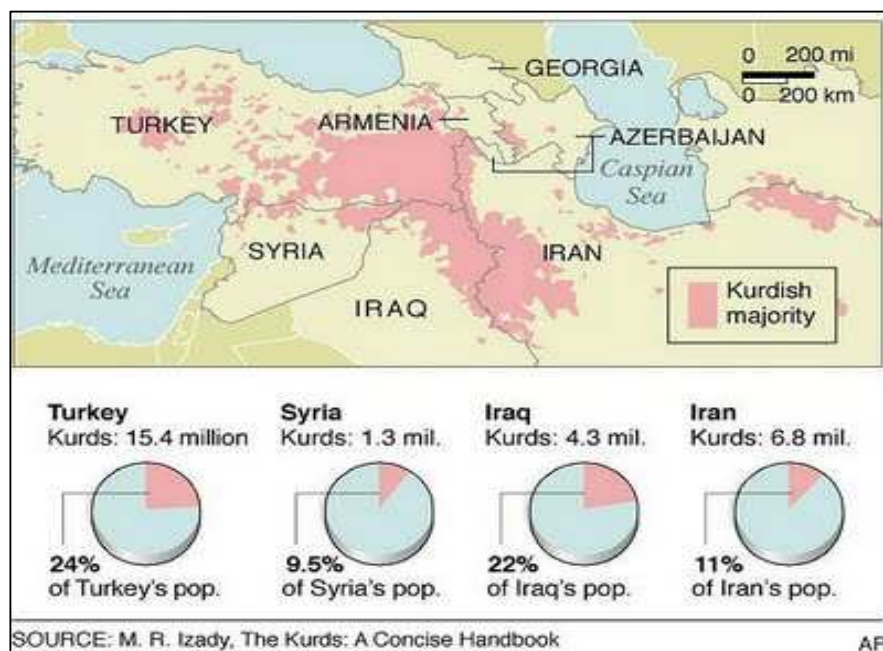 0 200 mi
0 200 km
GEORGIA
TURKEY
ARMENIA
AZERBAIJAN
Caspian
Sea
SYRIA
IRAN
Mediterranean
Sea
IRAQ
Kurdish
majority
Turkey
Kurds: 15.4 million
24%
of Turkey's pop.
Syria
Kurds: 1.3 mil.
9.5%
of Syria's pop.
Iraq
Kurds: 4.3 mil.
22%
of Iraq's pop.
Iran
Kurds: 6.8 mil.
11%
of Iran's pop.
SOURCE: M. R. Izady, The Kurds: A Concise Handbook